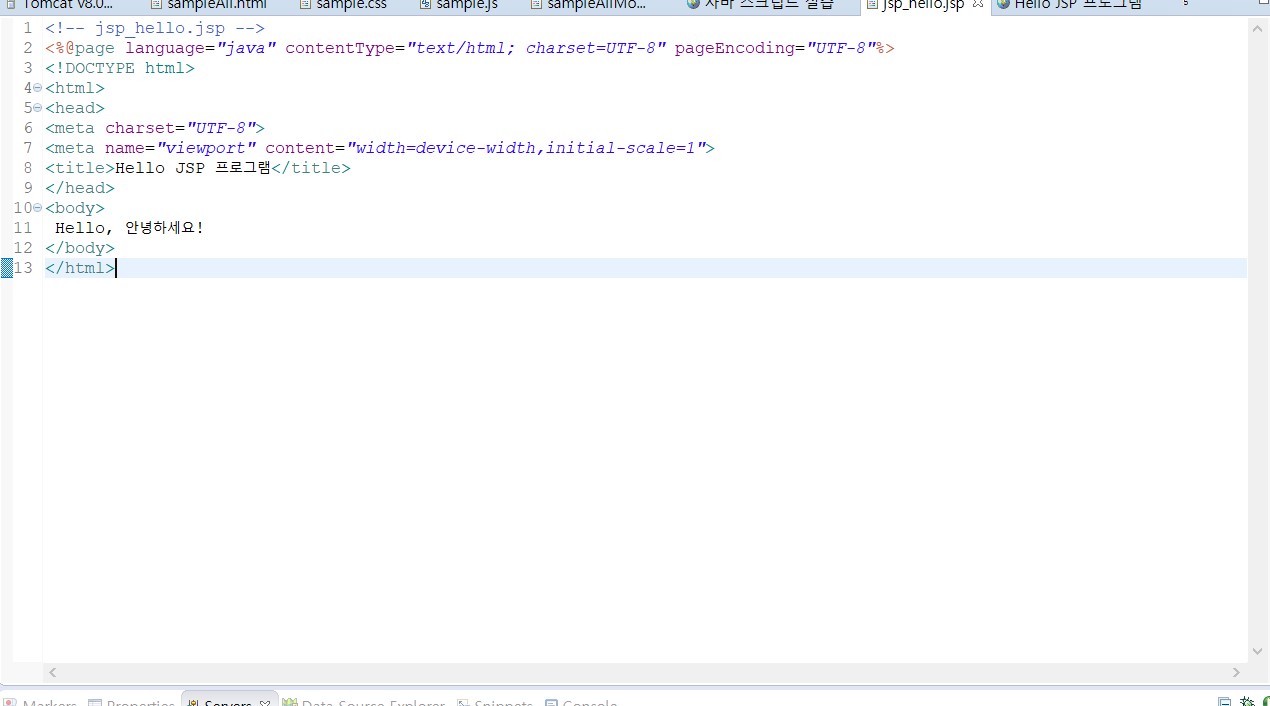 Tomcat v8.0... sampleAll.html sample.css sample.js sampleAllMo... 자바 스크립트 실습 jsp_hello.jsp Hello JSP 프로그램 5
1 <!-- jsp_hello.jsp -->
2 <%@page language="java" contentType="text/html; charset=UTF-8" pageEncoding="UTF-8"%>
3 <!DOCTYPE html>
4 <html>
5 <head>
6 <meta charset="UTF-8">
7 <meta name="viewport" content="width=device-width,initial-scale=1">
8 <title>Hello JSP 프로그램</title>
9 </head>
10 <body>
11 Hello, 안녕하세요!
12 </body>
13 </html>
Markers Properties Servers Data Source Explorer Snippets Console